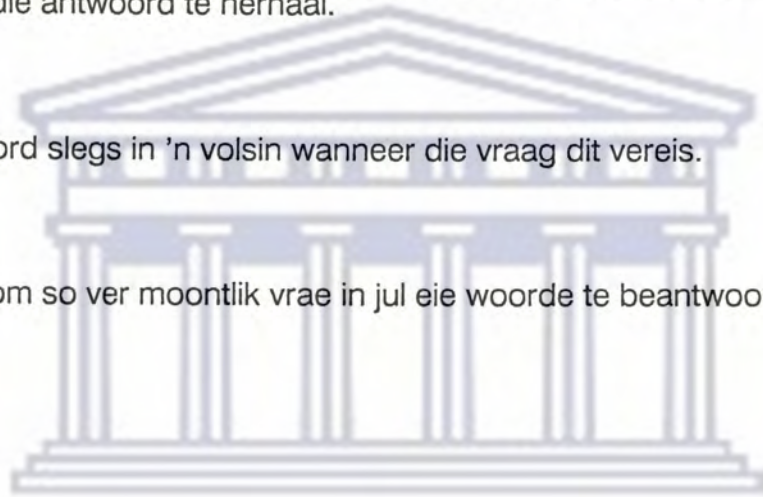 die antwoord te herhaal.
ord slegs in 'n volsin wanneer die vraag dit vereis.
om so ver moontlik vrae in jul eie woorde te beantwoo